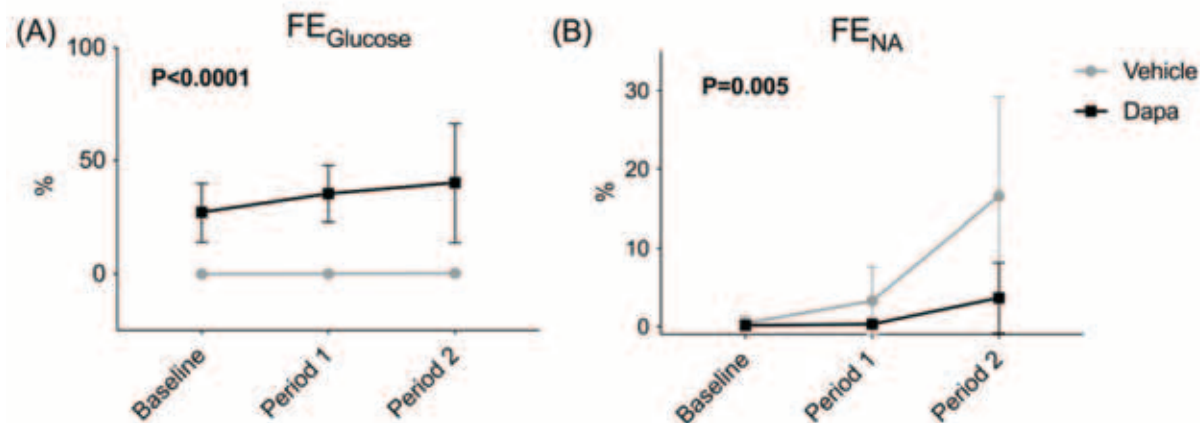 (A)
FEGlucose
100
50
0
%
P<0.0001
Baseline
Period 1
Period 2
(B)
FENA
30
20
10
0
%
P=0.005
Baseline
Period 1
Period 2
Vehicle
Dapa